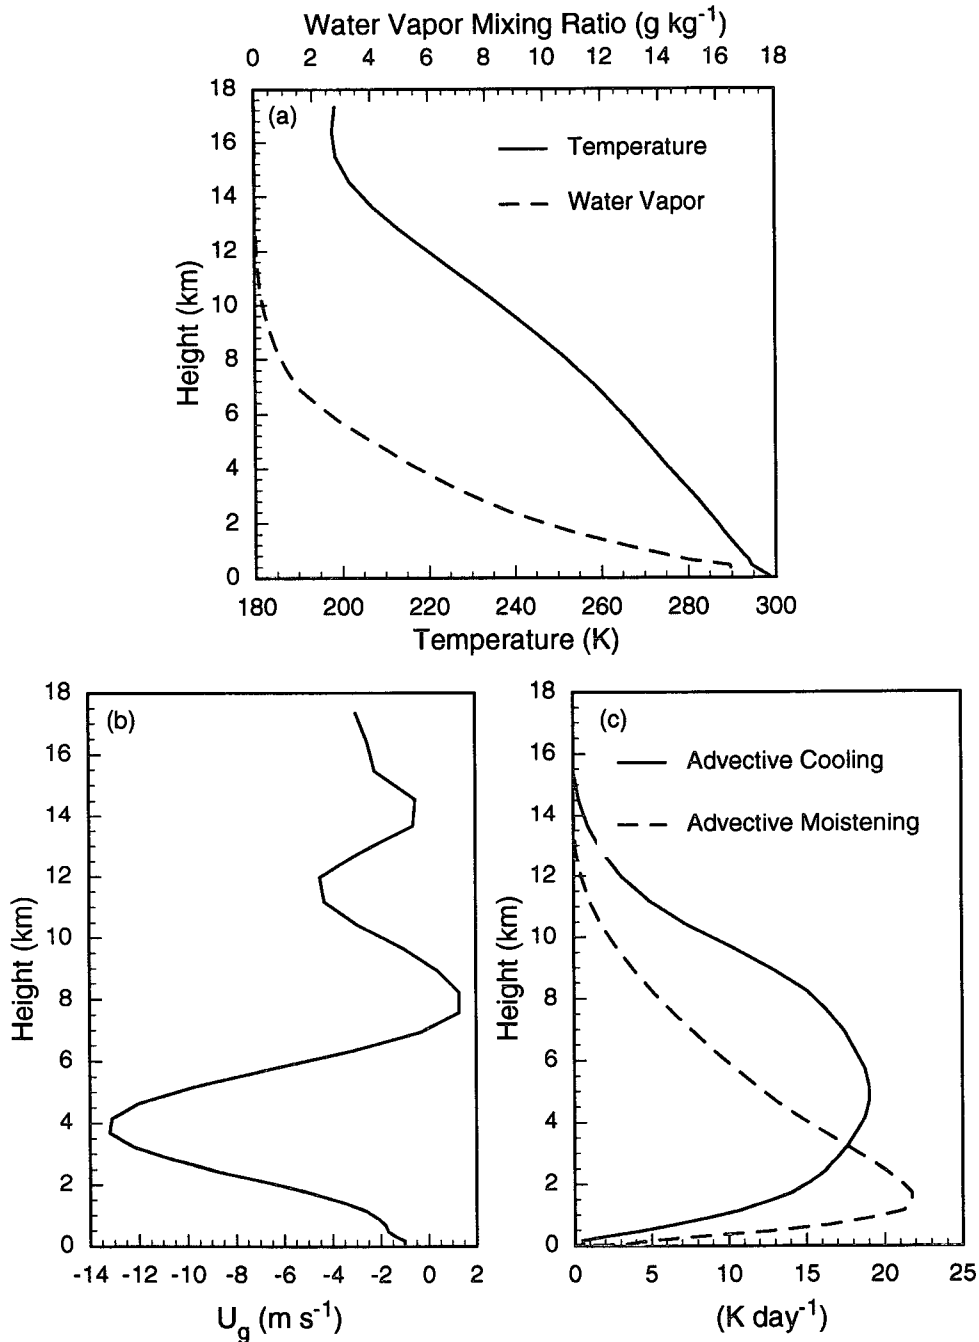 Water Vapor Mixing Ratio (g kg-1)
0 2 4 6 8 10 12 14 16 18
18
(a)
16
Temperature
14
Water Vapor
12
10
Height (km)
8
6
4
2
0
180 200 220 240 260 280 300
Temperature (K)
18
(b)
16
14
12
10
Height (km)
8
6
4
2
0
-14 -12 -10 -8 -6 -4 -2 0 2
Ug (m s-1)
18
(c)
16
Advective Cooling
14
Advective Moistening
12
10
Height (km)
8
6
4
2
0
0 5 10 15 20 25
(K day-1)